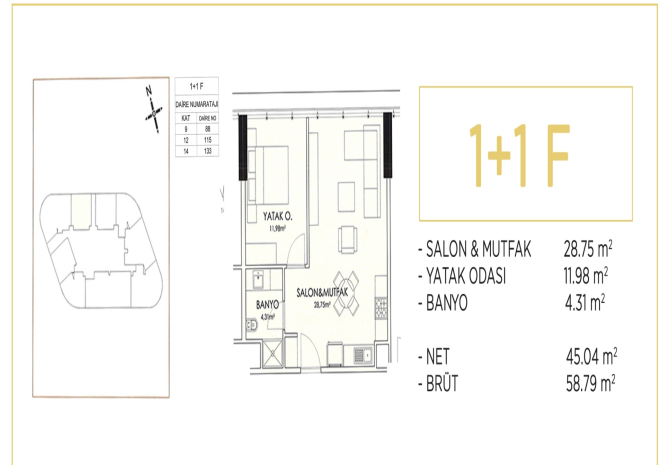 N
1+1 F
DAİRE NUMARATAJI
KAT DAİRE NO
9 88
12 115
14 133
YATAK O.
11,98m²
BANYO
4.31m²
SALON&MUTFAK
28,75m²
1+1 F
- SALON & MUTFAK 28.75 m²
- YATAK ODASI 11.98 m²
- BANYO 4.31 m²
- NET 45.04 m²
- BRÜT 58.79 m²